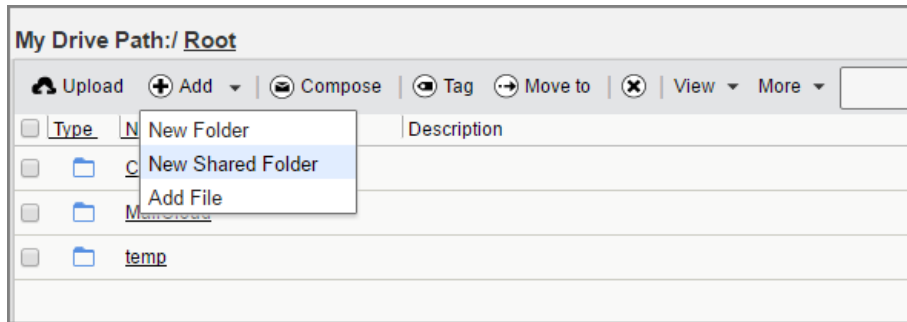 My Drive Path:/ Root
Upload Add Compose Tag Move to View More
Type N Description
New Folder
New Shared Folder
Add File
C
temp